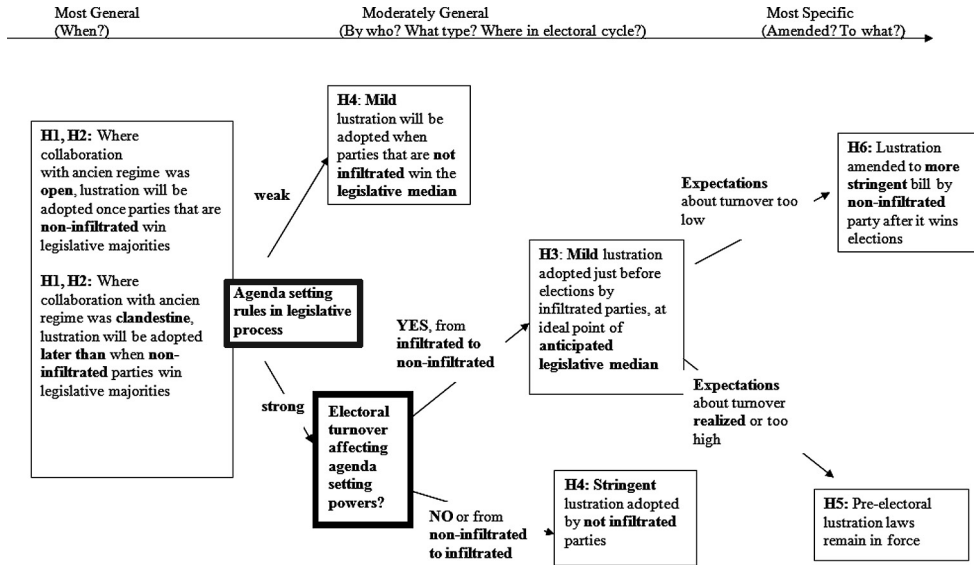 Most General
(When?)
Moderately General
(By who? What type? Where in electoral cycle?)
Most Specific
(Amended? To what?)
H1, H2: Where
collaboration
with ancien regime was
open, lustration will be
adopted once parties that are
non-infiltrated win
legislative majorities
H1, H2: Where
collaboration with ancien
regime was clandestine,
lustration will be adopted
later than when non-
infiltrated parties win
legislative majorities
Agenda setting
rules in legislative
process
weak
strong
H4: Mild
lustration will be
adopted when
parties that are not
infiltrated win the
legislative median
Electoral
turnover
affecting
agenda
setting
powers?
YES, from
infiltrated to
non-infiltrated
NO or from
non-infiltrated
to infiltrated
H3: Mild lustration
adopted just before
elections by
infiltrated parties, at
ideal point of
anticipated
legislative median
H4: Stringent
lustration adopted
by not infiltrated
parties
Expectations
about turnover too
low
Expectations
about turnover
realized or too
high
H6: Lustration
amended to more
stringent bill by
non-infiltrated
party after it wins
elections
H5: Pre-electoral
lustration laws
remain in force